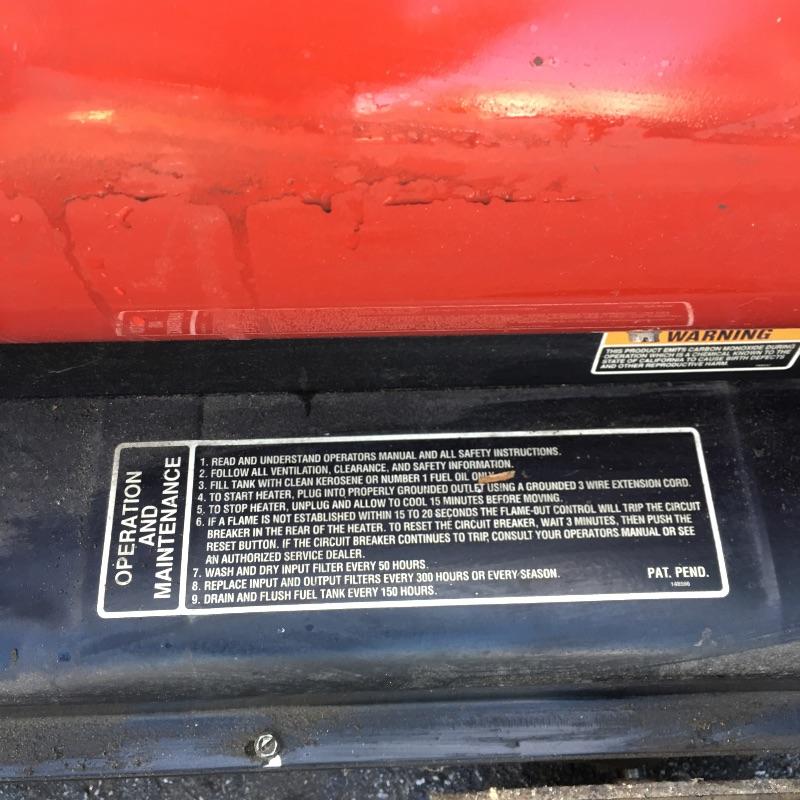 WARNING
THIS PRODUCT EMITS CARBON MONOXIDE DURING
OPERATION WHICH IS A CHEMICAL KNOWN TO THE
STATE OF CALIFORNIA TO CAUSE BIRTH DEFECTS
AND OTHER REPRODUCTIVE HARM.
OPERATION
AND
MAINTENANCE
1. READ AND UNDERSTAND OPERATORS MANUAL AND ALL SAFETY INSTRUCTIONS.
2. FOLLOW ALL VENTILATION, CLEARANCE, AND SAFETY INFORMATION.
3. FILL TANK WITH CLEAN KEROSENE OR NUMBER 1 FUEL OIL
4. TO START HEATER, PLUG INTO PROPERLY GROUNDED OUTLET USING A GROUNDED 3 WIRE EXTENSION CORD.
5. TO STOP HEATER, UNPLUG AND ALLOW TO COOL 15 MINUTES BEFORE MOVING.
6. IF A FLAME IS NOT ESTABLISHED WITHIN 15 TO 20 SECONDS THE FLAME-OUT CONTROL WILL TRIP THE CIRCUIT
BREAKER IN THE REAR OF THE HEATER. TO RESET THE CIRCUIT BREAKER, WAIT 3 MINUTES, THEN PUSH THE
RESET BUTTON. IF THE CIRCUIT BREAKER CONTINUES TO TRIP, CONSULT YOUR OPERATORS MANUAL OR SEE
AN AUTHORIZED SERVICE DEALER.
7. WASH AND DRY INPUT FILTER EVERY 50 HOURS.
8. REPLACE INPUT AND OUTPUT FILTERS EVERY 300 HOURS OR EVERY SEASON.
9. DRAIN AND FLUSH FUEL TANK EVERY 150 HOURS.
PAT. PEND.